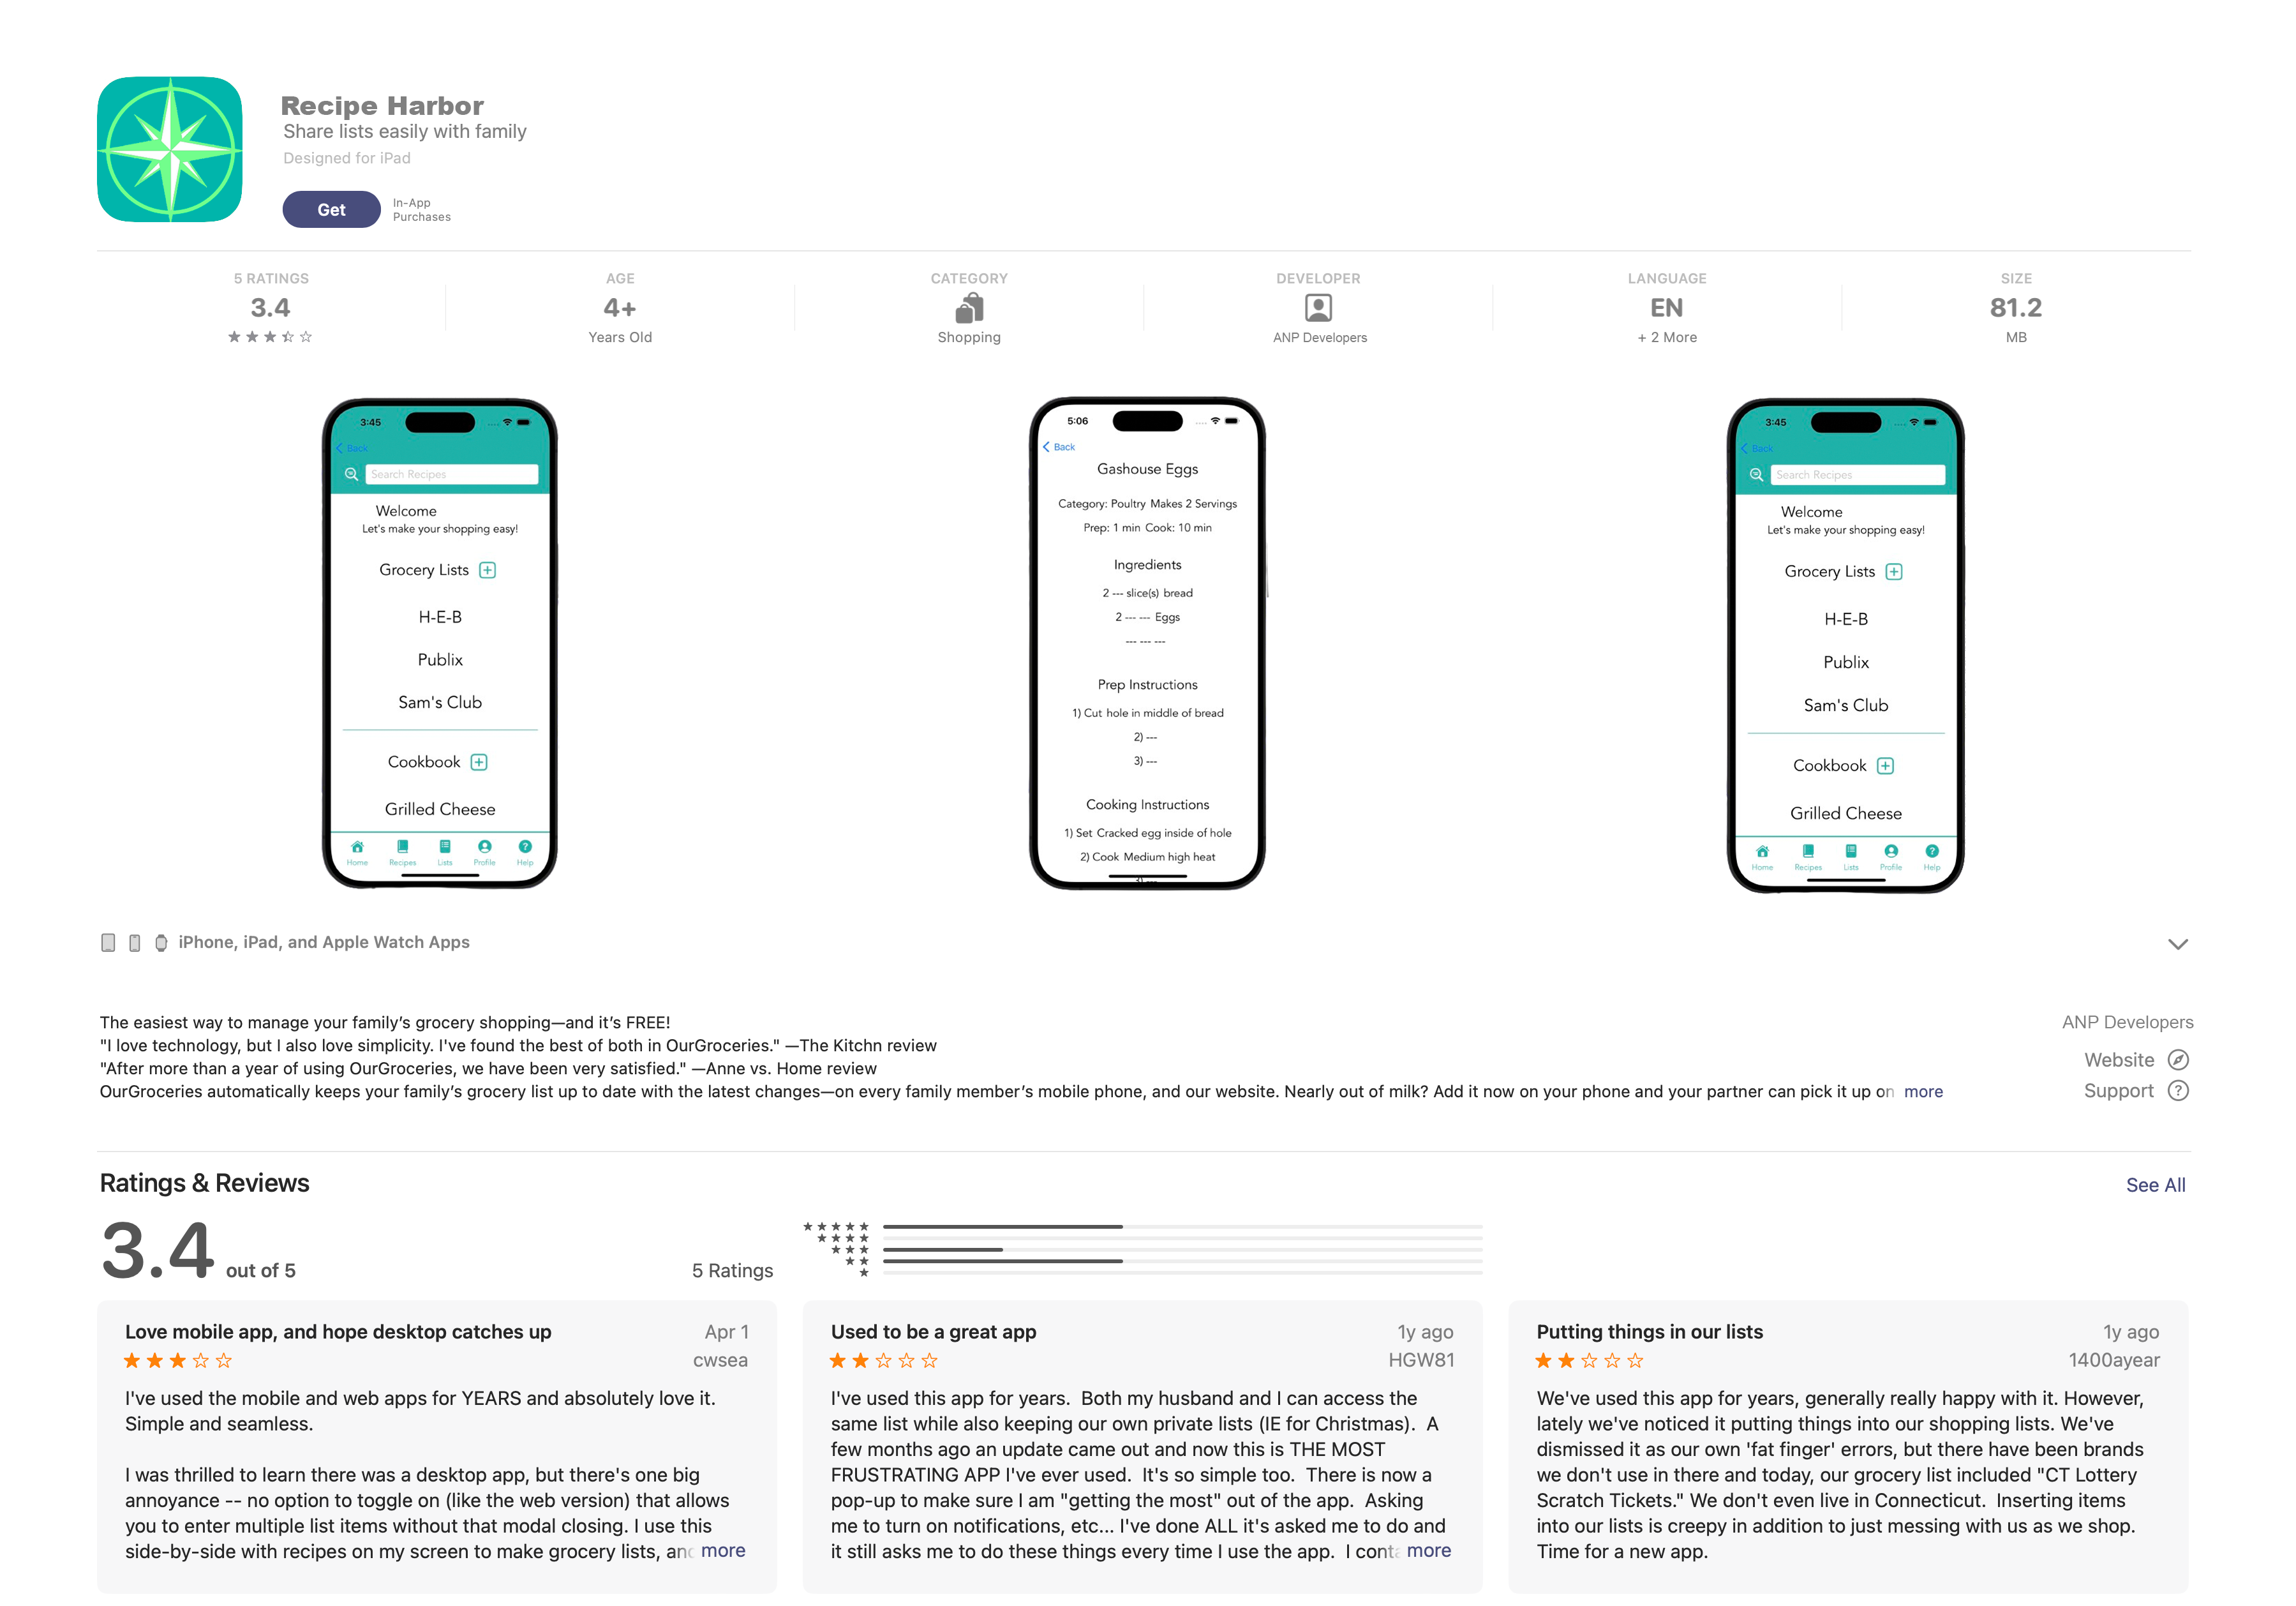 Recipe Harbor
Share lists easily with family
Designed for iPad
Get
In-App
Purchases
5 RATINGS
3.4
AGE
4+
Years Old
CATEGORY
Shopping
DEVELOPER
ANP Developers
LANGUAGE
EN
+ 2 More
SIZE
81.2
MB
3:45
Back
Search Recipes
Welcome
Let's make your shopping easy!
Grocery Lists
H-E-B
Publix
Sam's Club
Cookbook
Grilled Cheese
Home Recipes Lists Profile Help
5:06
Back
Gashouse Eggs
Category: Poultry Makes 2 Servings
Prep: 1 min Cook: 10 min
Ingredients
2 --- slice(s) bread
2 --- --- Eggs
--- --- ---
Prep Instructions
1) Cut hole in middle of bread
2) ---
3) ---
Cooking Instructions
1) Set Cracked egg inside of hole
2) Cook Medium high heat
3) ---
3:45
Back
Search Recipes
Welcome
Let's make your shopping easy!
Grocery Lists
H-E-B
Publix
Sam's Club
Cookbook
Grilled Cheese
Home Recipes Lists Profile Help
iPhone, iPad, and Apple Watch Apps
The easiest way to manage your family’s grocery shopping—and it’s FREE!
"I love technology, but I also love simplicity. I've found the best of both in OurGroceries." —The Kitchn review
"After more than a year of using OurGroceries, we have been very satisfied." —Anne vs. Home review
OurGroceries automatically keeps your family’s grocery list up to date with the latest changes—on every family member’s mobile phone, and our website. Nearly out of milk? Add it now on your phone and your partner can pick it up on more
ANP Developers
Website
Support
Ratings & Reviews
See All
3.4 out of 5
5 Ratings
Love mobile app, and hope desktop catches up
Apr 1
cwsea
I've used the mobile and web apps for YEARS and absolutely love it.
Simple and seamless.
I was thrilled to learn there was a desktop app, but there's one big
annoyance -- no option to toggle on (like the web version) that allows
you to enter multiple list items without that modal closing. I use this
side-by-side with recipes on my screen to make grocery lists, and more
Used to be a great app
1y ago
HGW81
I've used this app for years. Both my husband and I can access the
same list while also keeping our own private lists (IE for Christmas). A
few months ago an update came out and now this is THE MOST
FRUSTRATING APP I've ever used. It's so simple too. There is now a
pop-up to make sure I am "getting the most" out of the app. Asking
me to turn on notifications, etc... I've done ALL it's asked me to do and
it still asks me to do these things every time I use the app. I conta more
Putting things in our lists
1y ago
1400ayear
We've used this app for years, generally really happy with it. However,
lately we've noticed it putting things into our shopping lists. We've
dismissed it as our own 'fat finger' errors, but there have been brands
we don't use in there and today, our grocery list included "CT Lottery
Scratch Tickets." We don't even live in Connecticut. Inserting items
into our lists is creepy in addition to just messing with us as we shop.
Time for a new app.